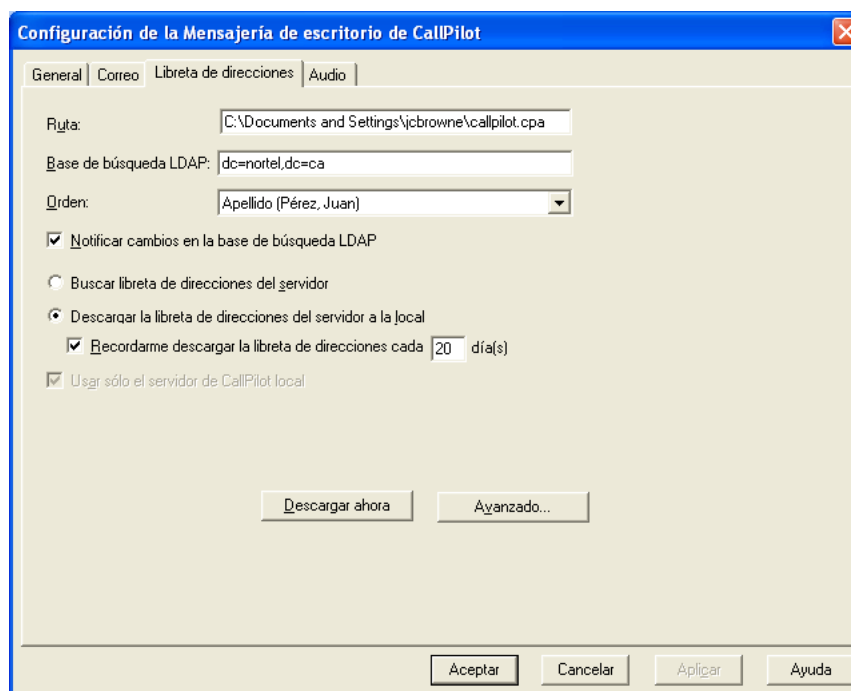 Configuración de la Mensajería de escritorio de CallPilot
General Correo Libreta de direcciones Audio
Ruta: C:\Documents and Settings\jcbrowne\callpilot.cpa
Base de búsqueda LDAP: dc=nortel,dc=ca
Orden: Apellido (Pérez, Juan)
Notificar cambios en la base de búsqueda LDAP
Buscar libreta de direcciones del servidor
Descargar la libreta de direcciones del servidor a la local
Recordarme descargar la libreta de direcciones cada 20 día(s)
Usar sólo el servidor de CallPilot local
Descargar ahora Avanzado...
Aceptar Cancelar Aplicar Ayuda